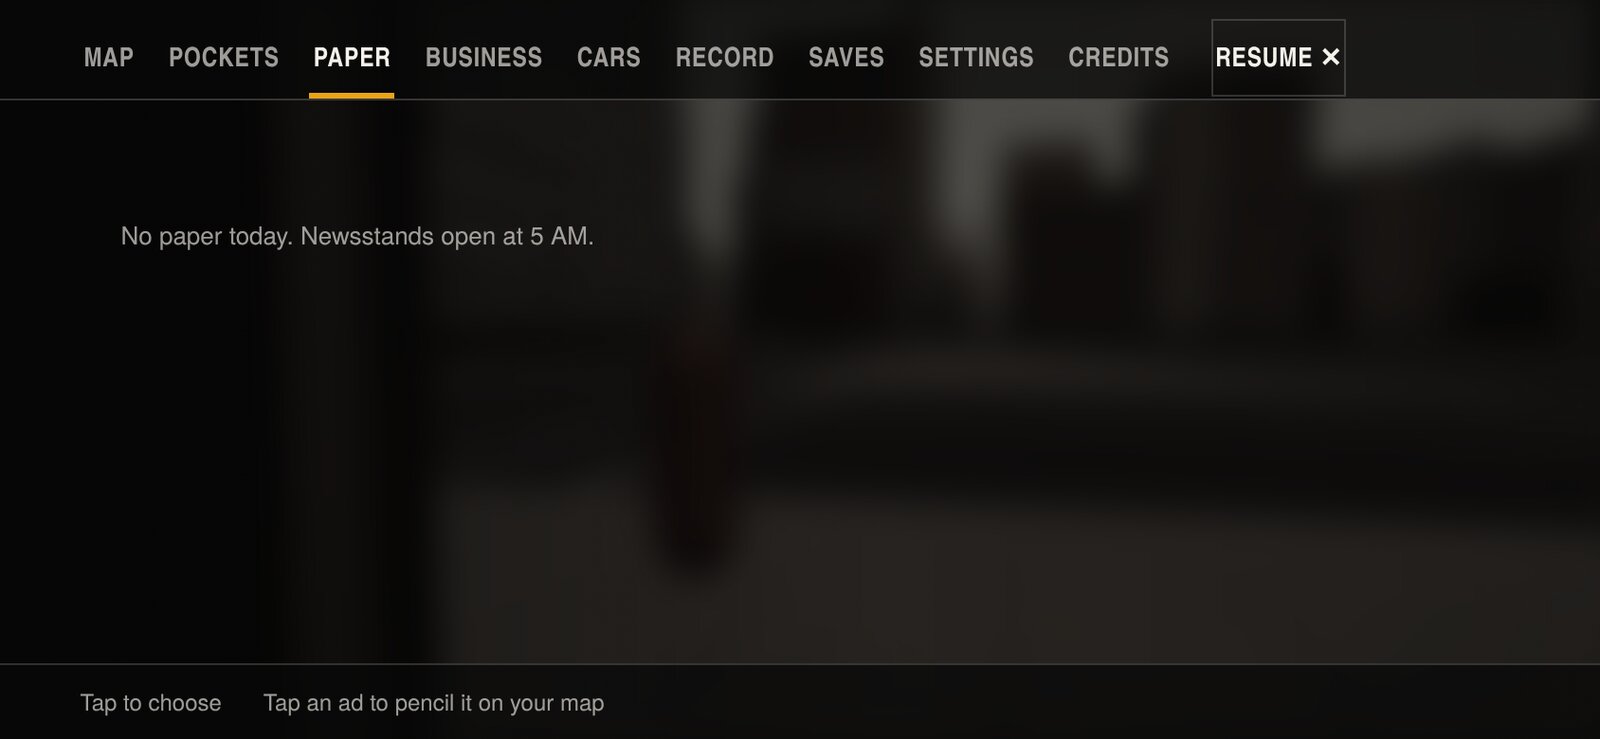 MAP POCKETS PAPER BUSINESS CARS RECORD SAVES SETTINGS CREDITS RESUME ✕
No paper today. Newsstands open at 5 AM.
Tap to choose Tap an ad to pencil it on your map